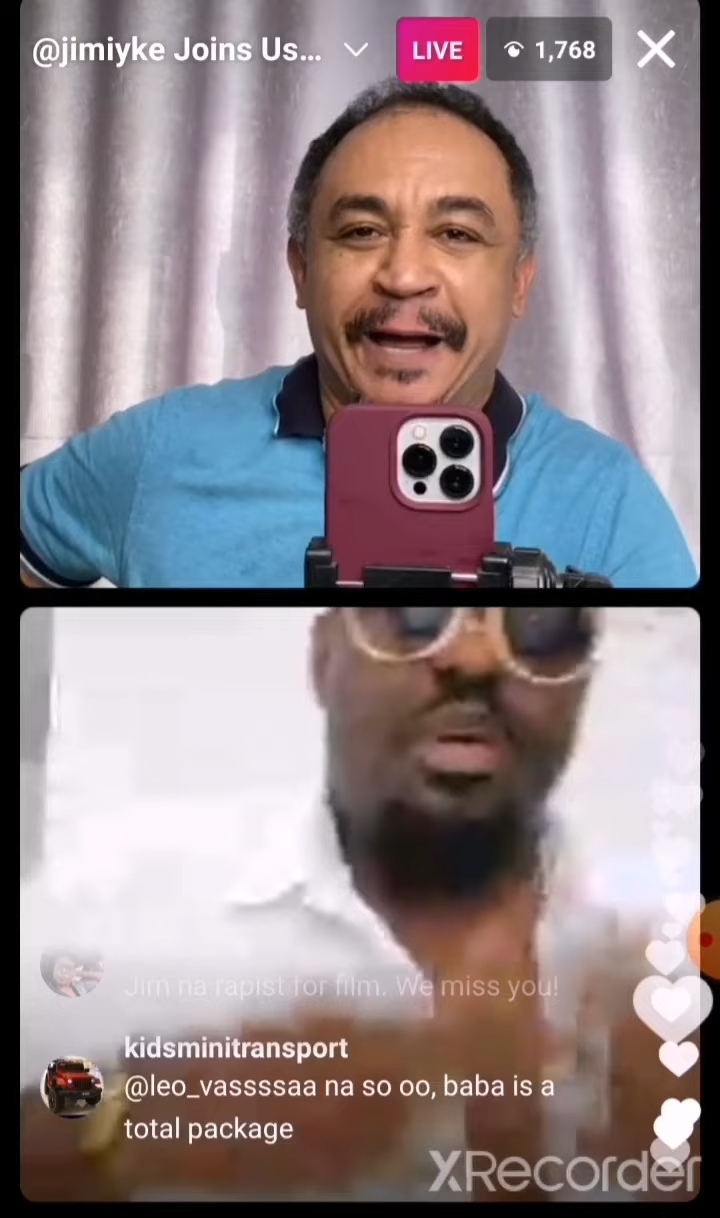 @jimiyke Joins Us...
LIVE
1,768
Jim na rapist for film. We miss you!
kidsminitransport
@leo_vassssaa na so oo, baba is a
total package
XRecorder